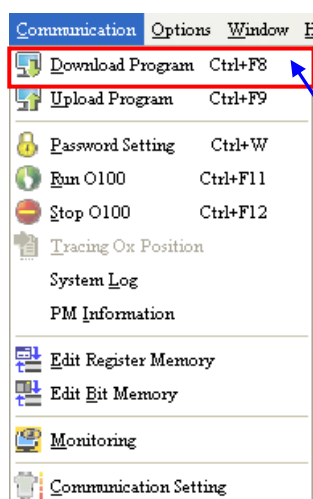 Communication Options Window H
Download Program Ctrl+F8
Upload Program Ctrl+F9
Password Setting Ctrl+W
Run O100 Ctrl+F11
Stop O100 Ctrl+F12
Tracing Ox Position
System Log
PM Information
Edit Register Memory
Edit Bit Memory
Monitoring
Communication Setting